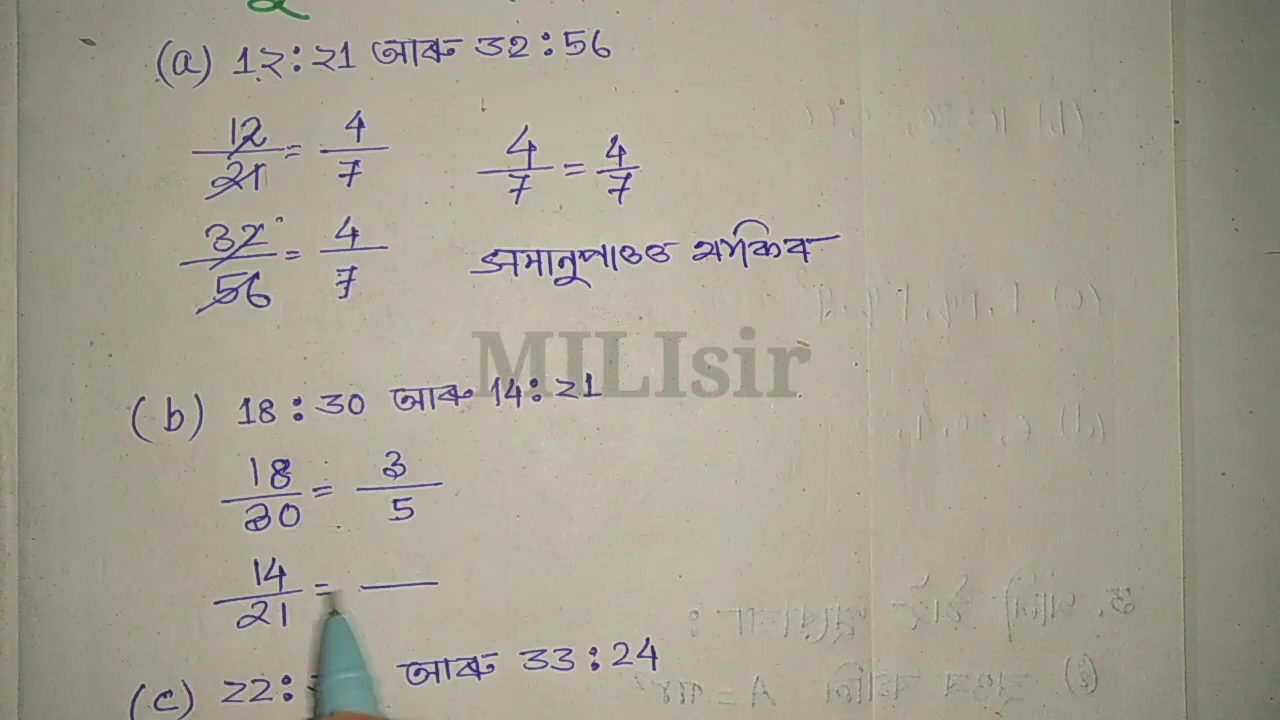 (a) 12:21 আৰু 32:56
12/21 = 4/7
4/7 = 4/7
32/56 = 4/7
সমানুপাতত থাকিব
MILIsir
(b) 18:30 আৰু 14:21
18/30 = 3/5
14/21 =
(c) 22: আৰু 33:24